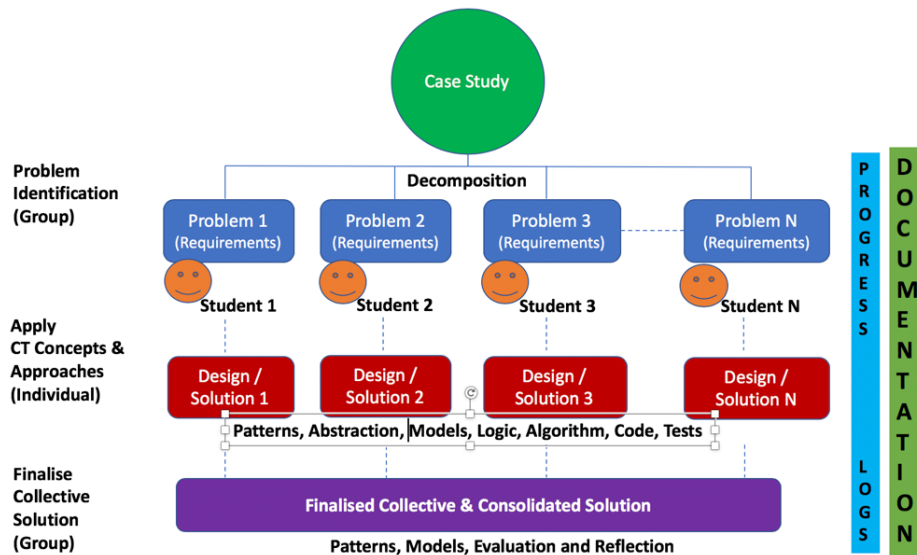 Case Study
Problem
Identification
(Group)
Decomposition
Problem 1
(Requirements)
Problem 2
(Requirements)
Problem 3
(Requirements)
Problem N
(Requirements)
Student 1
Student 2
Student 3
Student N
Apply
CT Concepts &
Approaches
(Individual)
Design /
Solution 1
Design /
Solution 2
Design /
Solution 3
Design /
Solution N
Patterns, Abstraction, Models, Logic, Algorithm, Code, Tests
Finalise
Collective
Solution
(Group)
Finalised Collective & Consolidated Solution
Patterns, Models, Evaluation and Reflection
PROGRESS LOGS
DOCUMENTATION